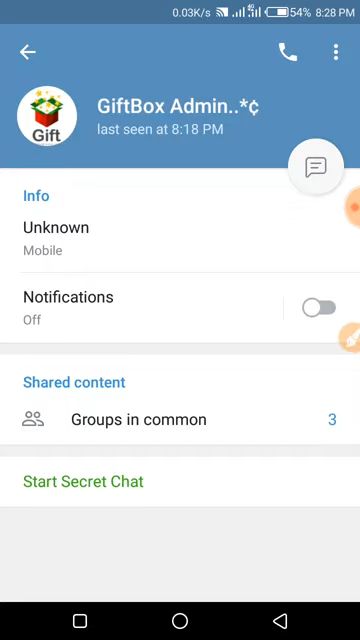 0.03K/s 4G 54% 8:28 PM
GiftBox Admin..*¢
last seen at 8:18 PM
Gift
Info
Unknown
Mobile
Notifications
Off
Shared content
Groups in common 3
Start Secret Chat